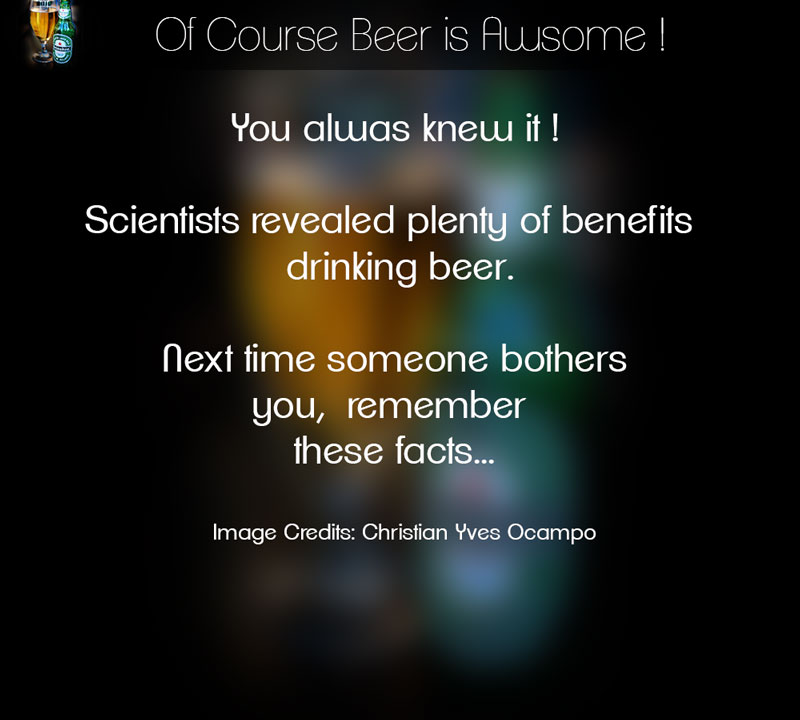 Of Course Beer is Awsome !
You alwas knew it !
Scientists revealed plenty of benefits
drinking beer.
Next time someone bothers
you, remember
these facts...
Image Credits: Christian Yves Ocampo